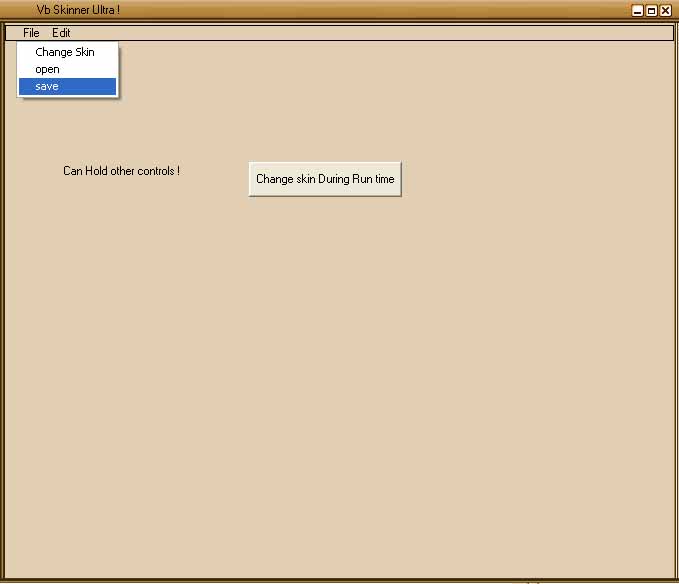 Vb Skinner Ultra !
File Edit
Change Skin
open
save
Can Hold other controls !
Change skin During Run time